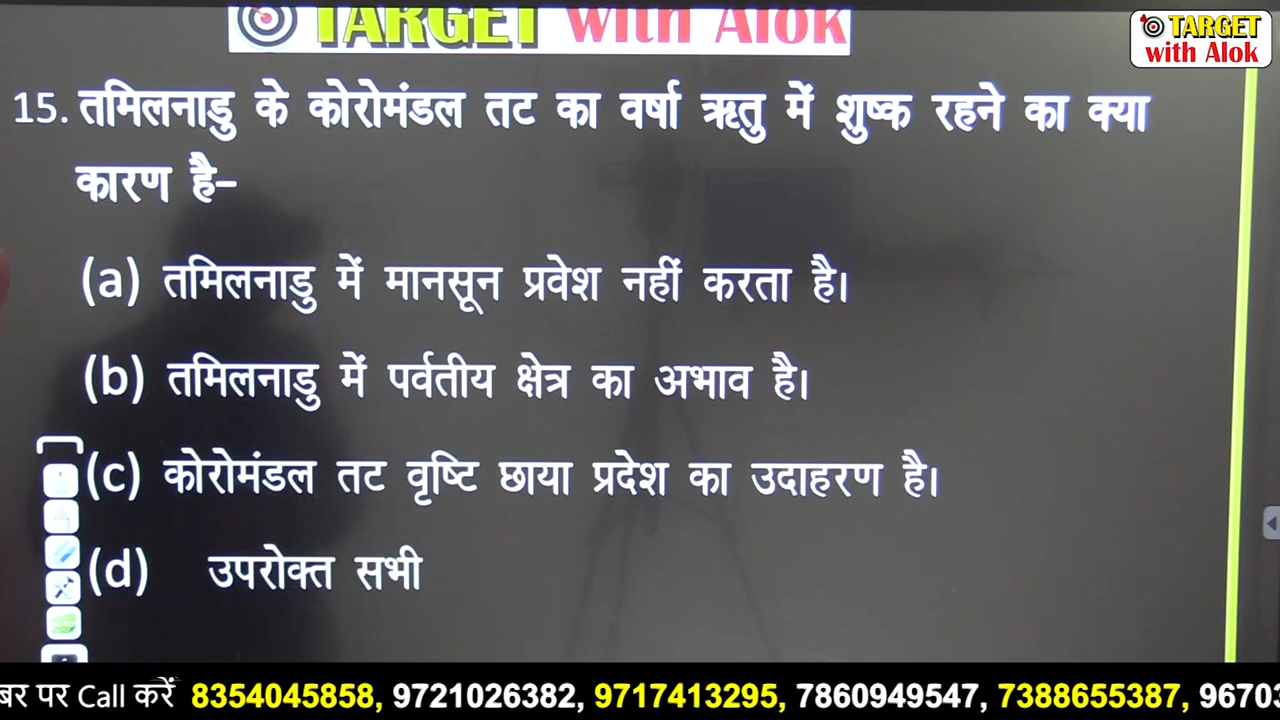 TARGET with Alok
TARGET
with Alok
15. तमिलनाडु के कोरोमंडल तट का वर्षा ऋतु में शुष्क रहने का क्या
कारण है–
(a) तमिलनाडु में मानसून प्रवेश नहीं करता है।
(b) तमिलनाडु में पर्वतीय क्षेत्र का अभाव है।
(c) कोरोमंडल तट वृष्टि छाया प्रदेश का उदाहरण है।
(d) उपरोक्त सभी
बर पर Call करें 8354045858, 9721026382, 9717413295, 7860949547, 7388655387, 96703